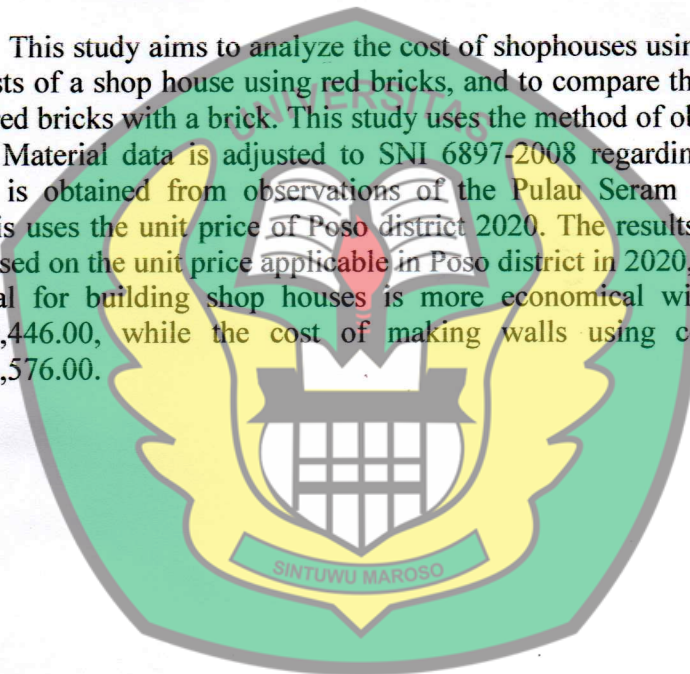 This study aims to analyze the cost of shophouses usin
sts of a shop house using red bricks, and to compare th
red bricks with a brick. This study uses the method of ob
Material data is adjusted to SNI 6897-2008 regardin
is obtained from observations of the Pulau Seram
is uses the unit price of Poso district 2020. The results
sed on the unit price applicable in Poso district in 2020,
al for building shop houses is more economical wi
,446.00, while the cost of making walls using c
,576.00.
UNIVERSITAS
SINTUWU MAROSO